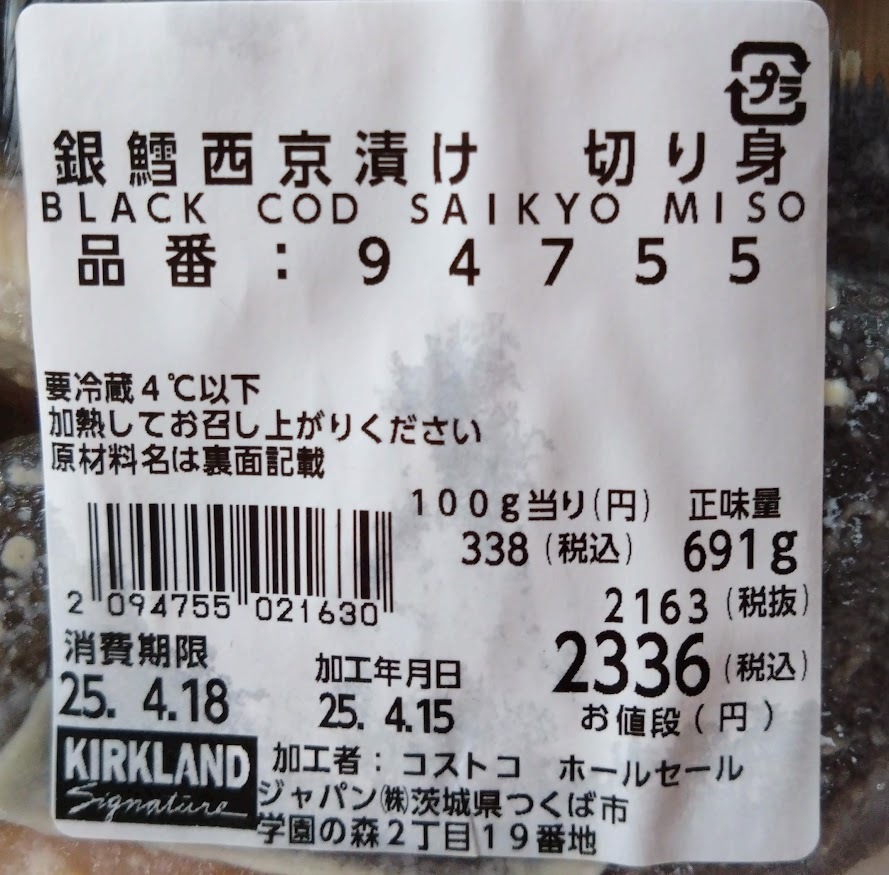 プラ
銀鱈西京漬け 切り身
BLACK COD SAIKYO MISO
品番:94755
要冷蔵4℃以下
加熱してお召し上がりください
原材料名は裏面記載
100g当り(円) 正味量
338(税込) 691g
2 094755 021630
2163(税抜)
消費期限 加工年月日 2336(税込)
25. 4.18 25. 4.15 お値段(円)
KIRKLAND
Signature
加工者:コストコ ホールセール
ジャパン㈱茨城県つくば市
学園の森2丁目19番地